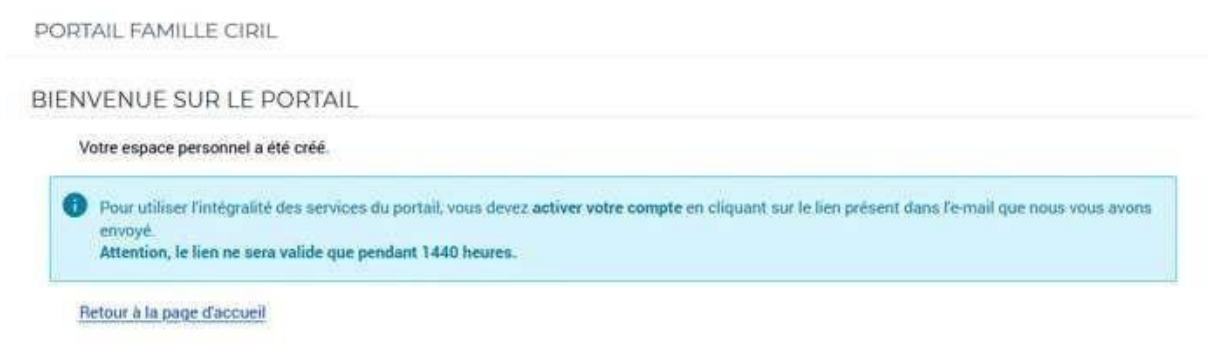 PORTAIL FAMILLE CIRIL
BIENVENUE SUR LE PORTAIL
Votre espace personnel a été créé.
Pour utiliser l'intégralité des services du portail, vous devez activer votre compte en cliquant sur le lien présent dans l'e-mail que nous vous avons
envoyé.
Attention, le lien ne sera valide que pendant 1440 heures.
Retour à la page d'accueil